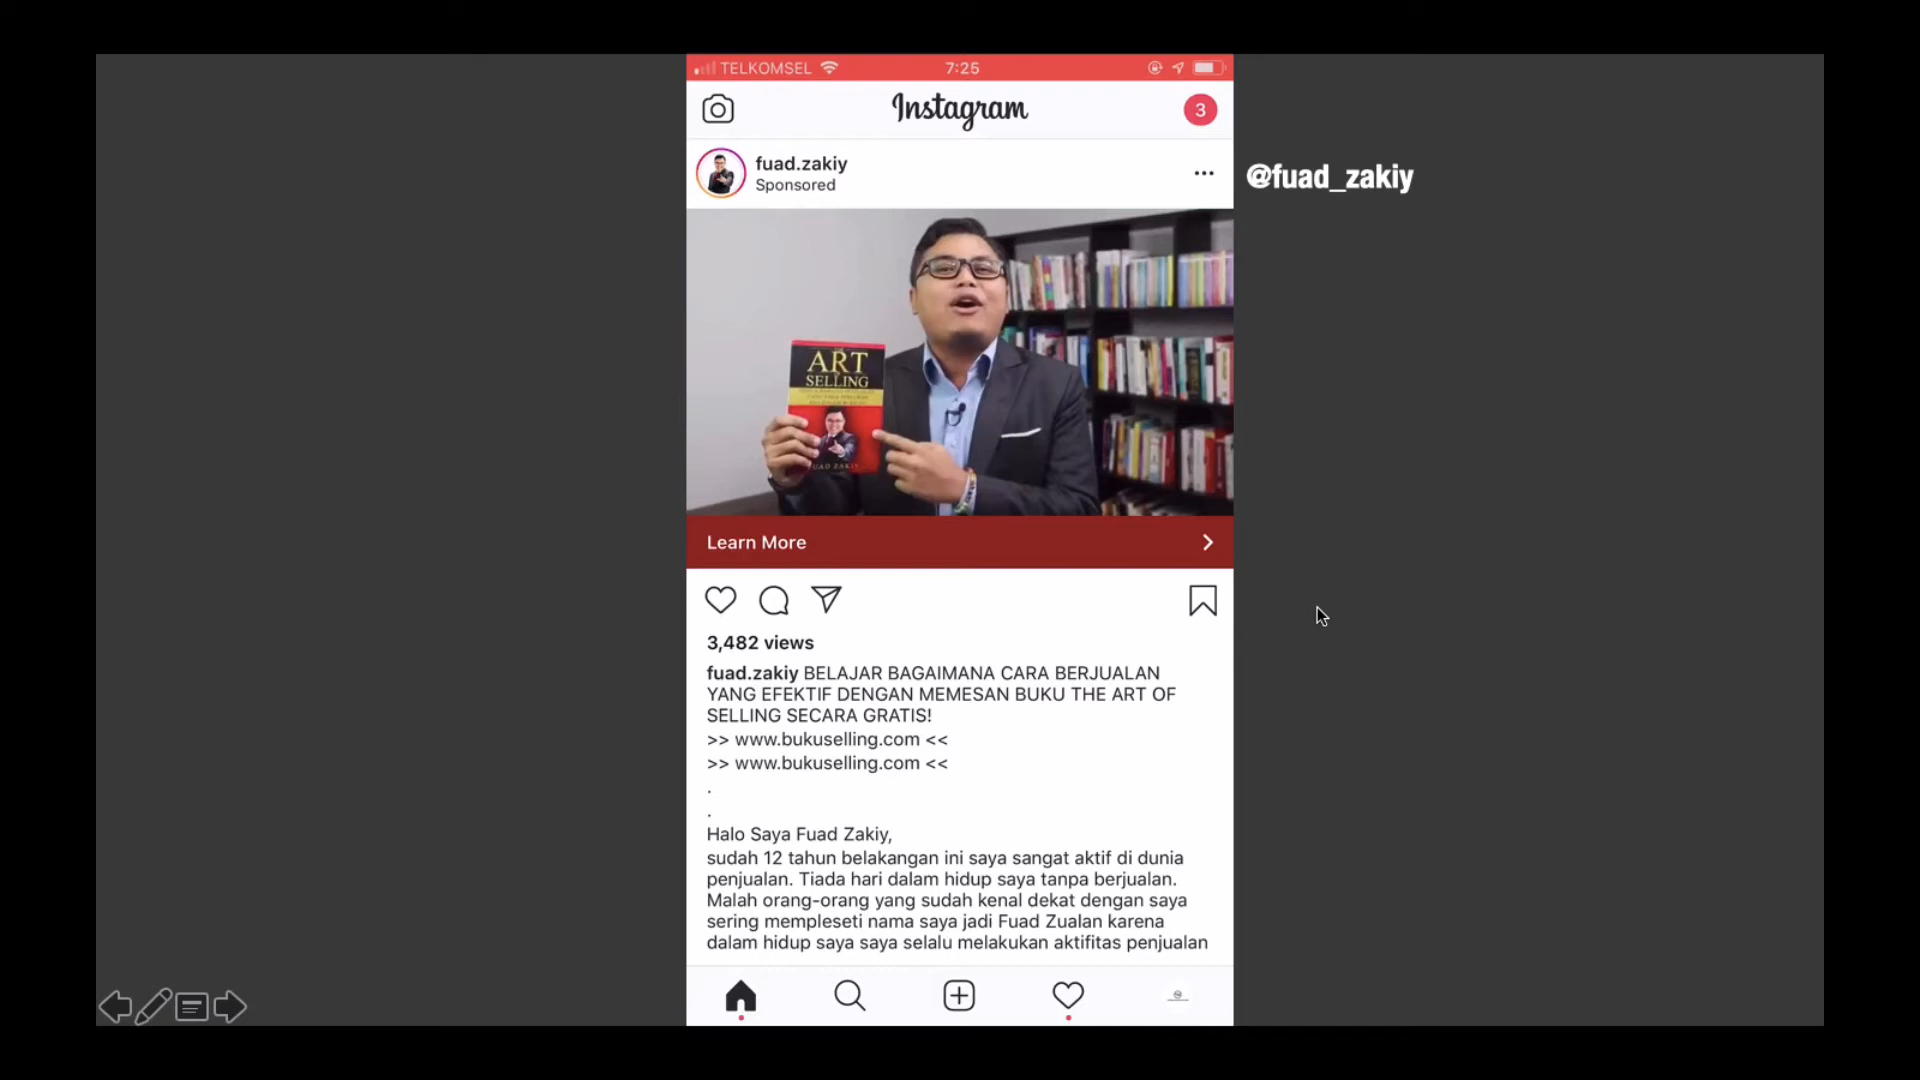 TELKOMSEL 7:25
Instagram
3
fuad.zakiy
Sponsored
@fuad_zakiy
ART
SELLING
FUAD ZAKIY
Learn More
3,482 views
fuad.zakiy BELAJAR BAGAIMANA CARA BERJUALAN
YANG EFEKTIF DENGAN MEMESAN BUKU THE ART OF
SELLING SECARA GRATIS!
>> www.bukuselling.com <<
>> www.bukuselling.com <<
.
.
Halo Saya Fuad Zakiy,
sudah 12 tahun belakangan ini saya sangat aktif di dunia
penjualan. Tiada hari dalam hidup saya tanpa berjualan.
Malah orang-orang yang sudah kenal dekat dengan saya
sering mempleseti nama saya jadi Fuad Zualan karena
dalam hidup saya saya selalu melakukan aktifitas penjualan